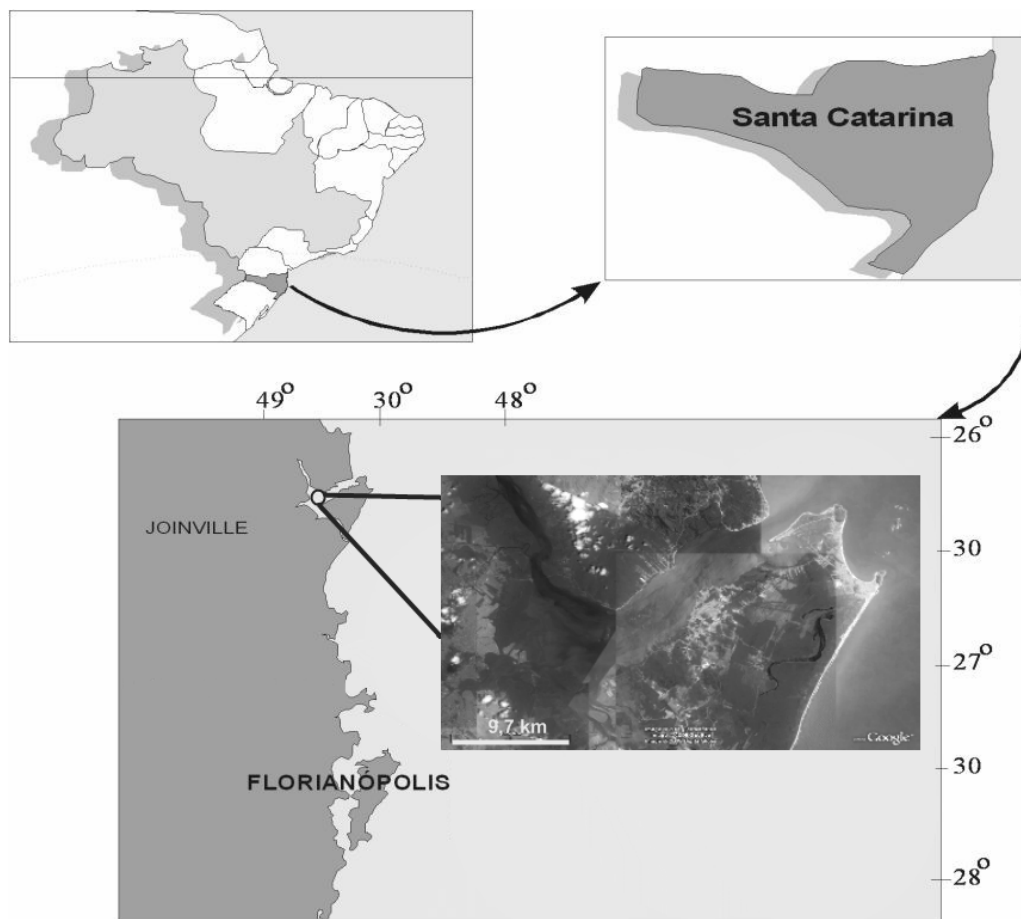 Santa Catarina
49° 30° 48°
26°
JOINVILLE
30
27°
9,7 km
Google
30
FLORIANÓPOLIS
28°